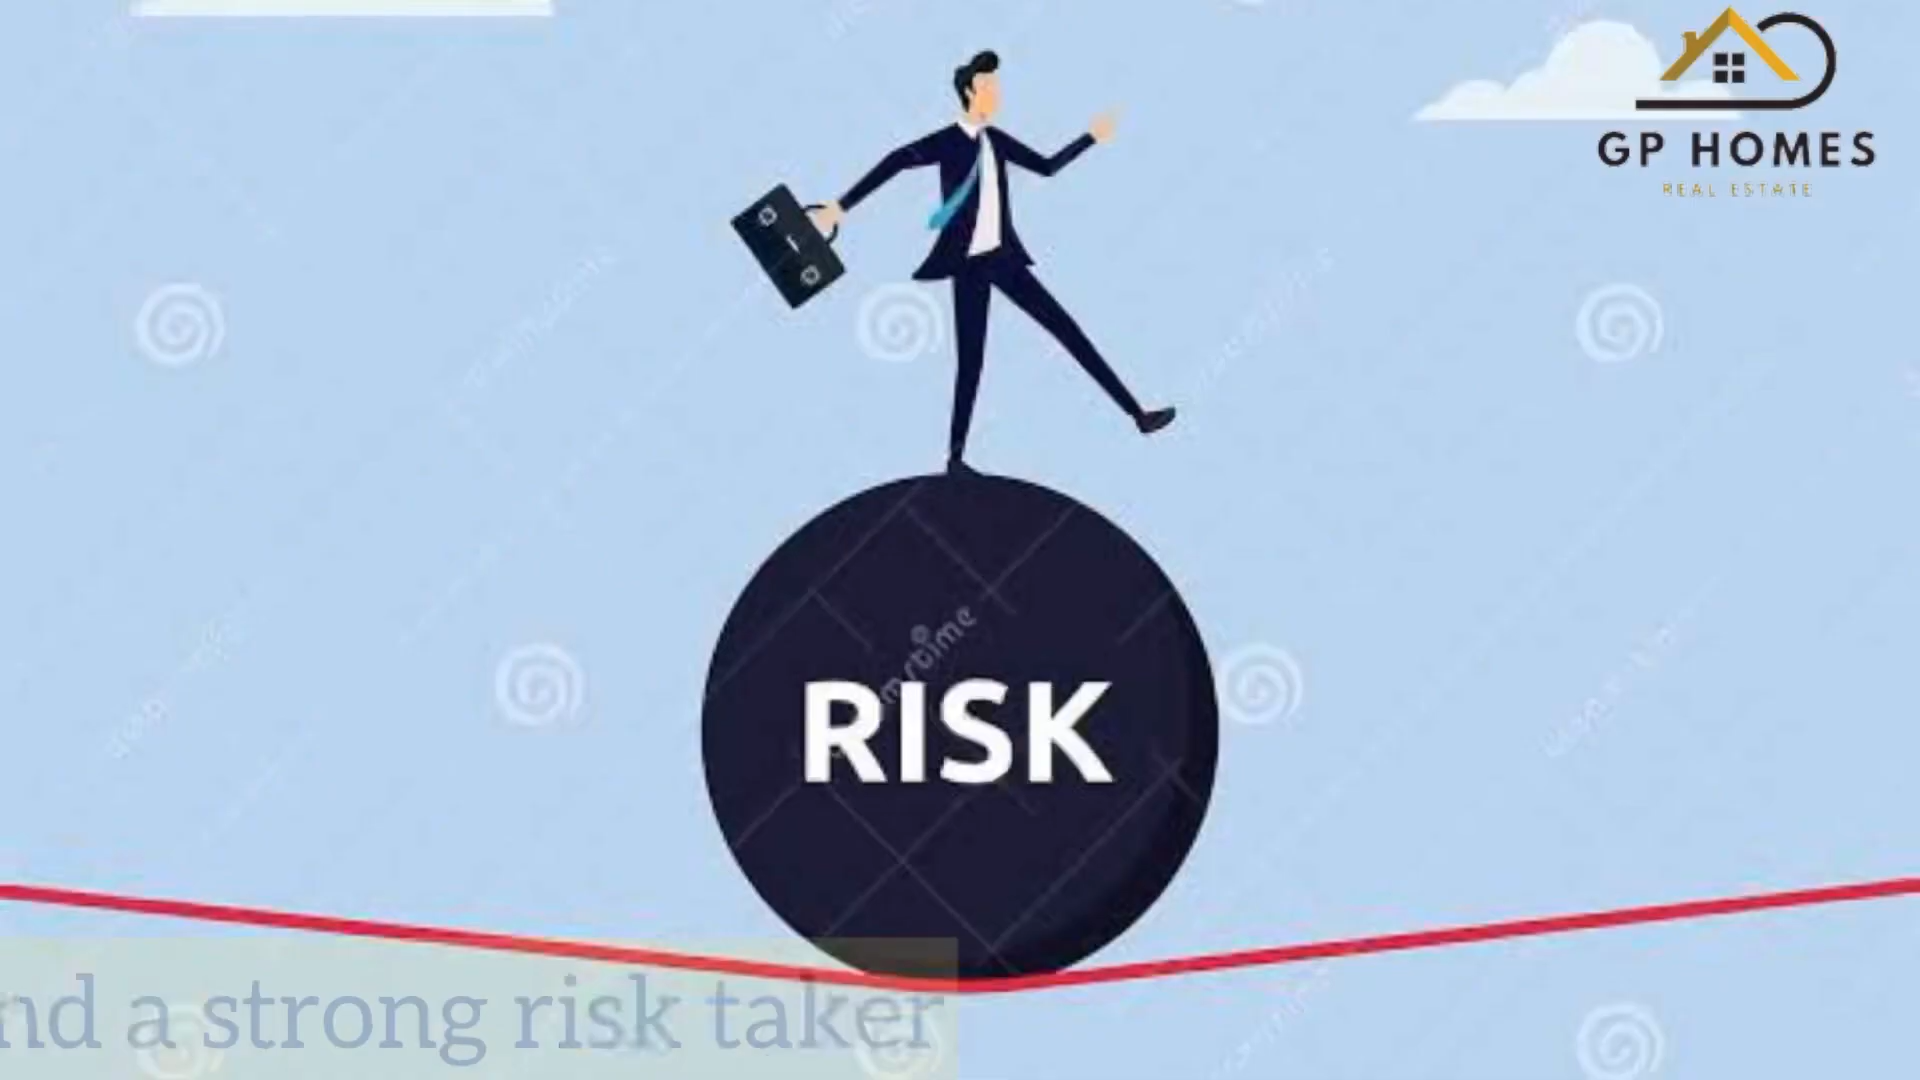 GP HOMES
REAL ESTATE
RISK
nd a strong risk taker